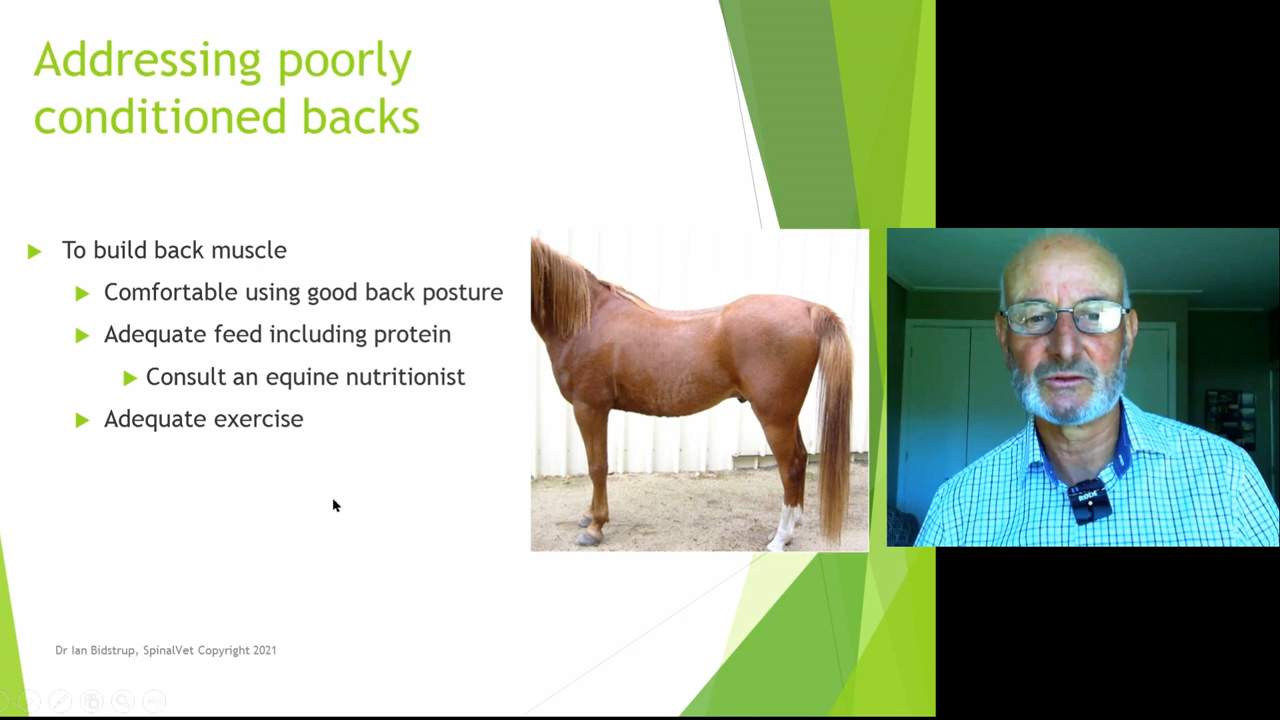 Addressing poorly
conditioned backs
To build back muscle
Comfortable using good back posture
Adequate feed including protein
Consult an equine nutritionist
Adequate exercise
RØDE
Dr Ian Bidstrup, SpinalVet Copyright 2021